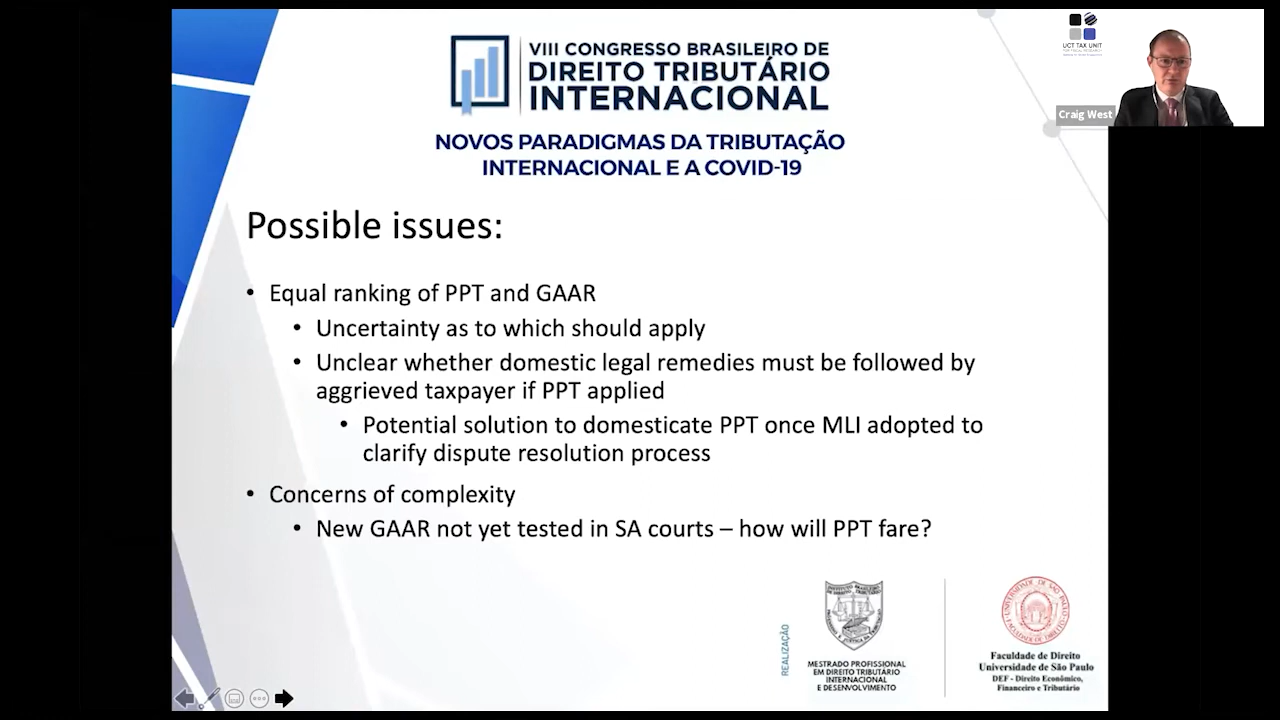 VIII CONGRESSO BRASILEIRO DE
DIREITO TRIBUTÁRIO
INTERNACIONAL
NOVOS PARADIGMAS DA TRIBUTAÇÃO
INTERNACIONAL E A COVID-19
UCT TAX UNIT
Craig West
Possible issues:
• Equal ranking of PPT and GAAR
• Uncertainty as to which should apply
• Unclear whether domestic legal remedies must be followed by
aggrieved taxpayer if PPT applied
• Potential solution to domesticate PPT once MLI adopted to
clarify dispute resolution process
• Concerns of complexity
• New GAAR not yet tested in SA courts – how will PPT fare?
REALIZAÇÃO
MESTRADO PROFISSIONAL
EM DIREITO TRIBUTÁRIO
INTERNACIONAL
E DESENVOLVIMENTO
Faculdade de Direito
Universidade de São Paulo
DEF - Direito Econômico,
Financeiro e Tributário